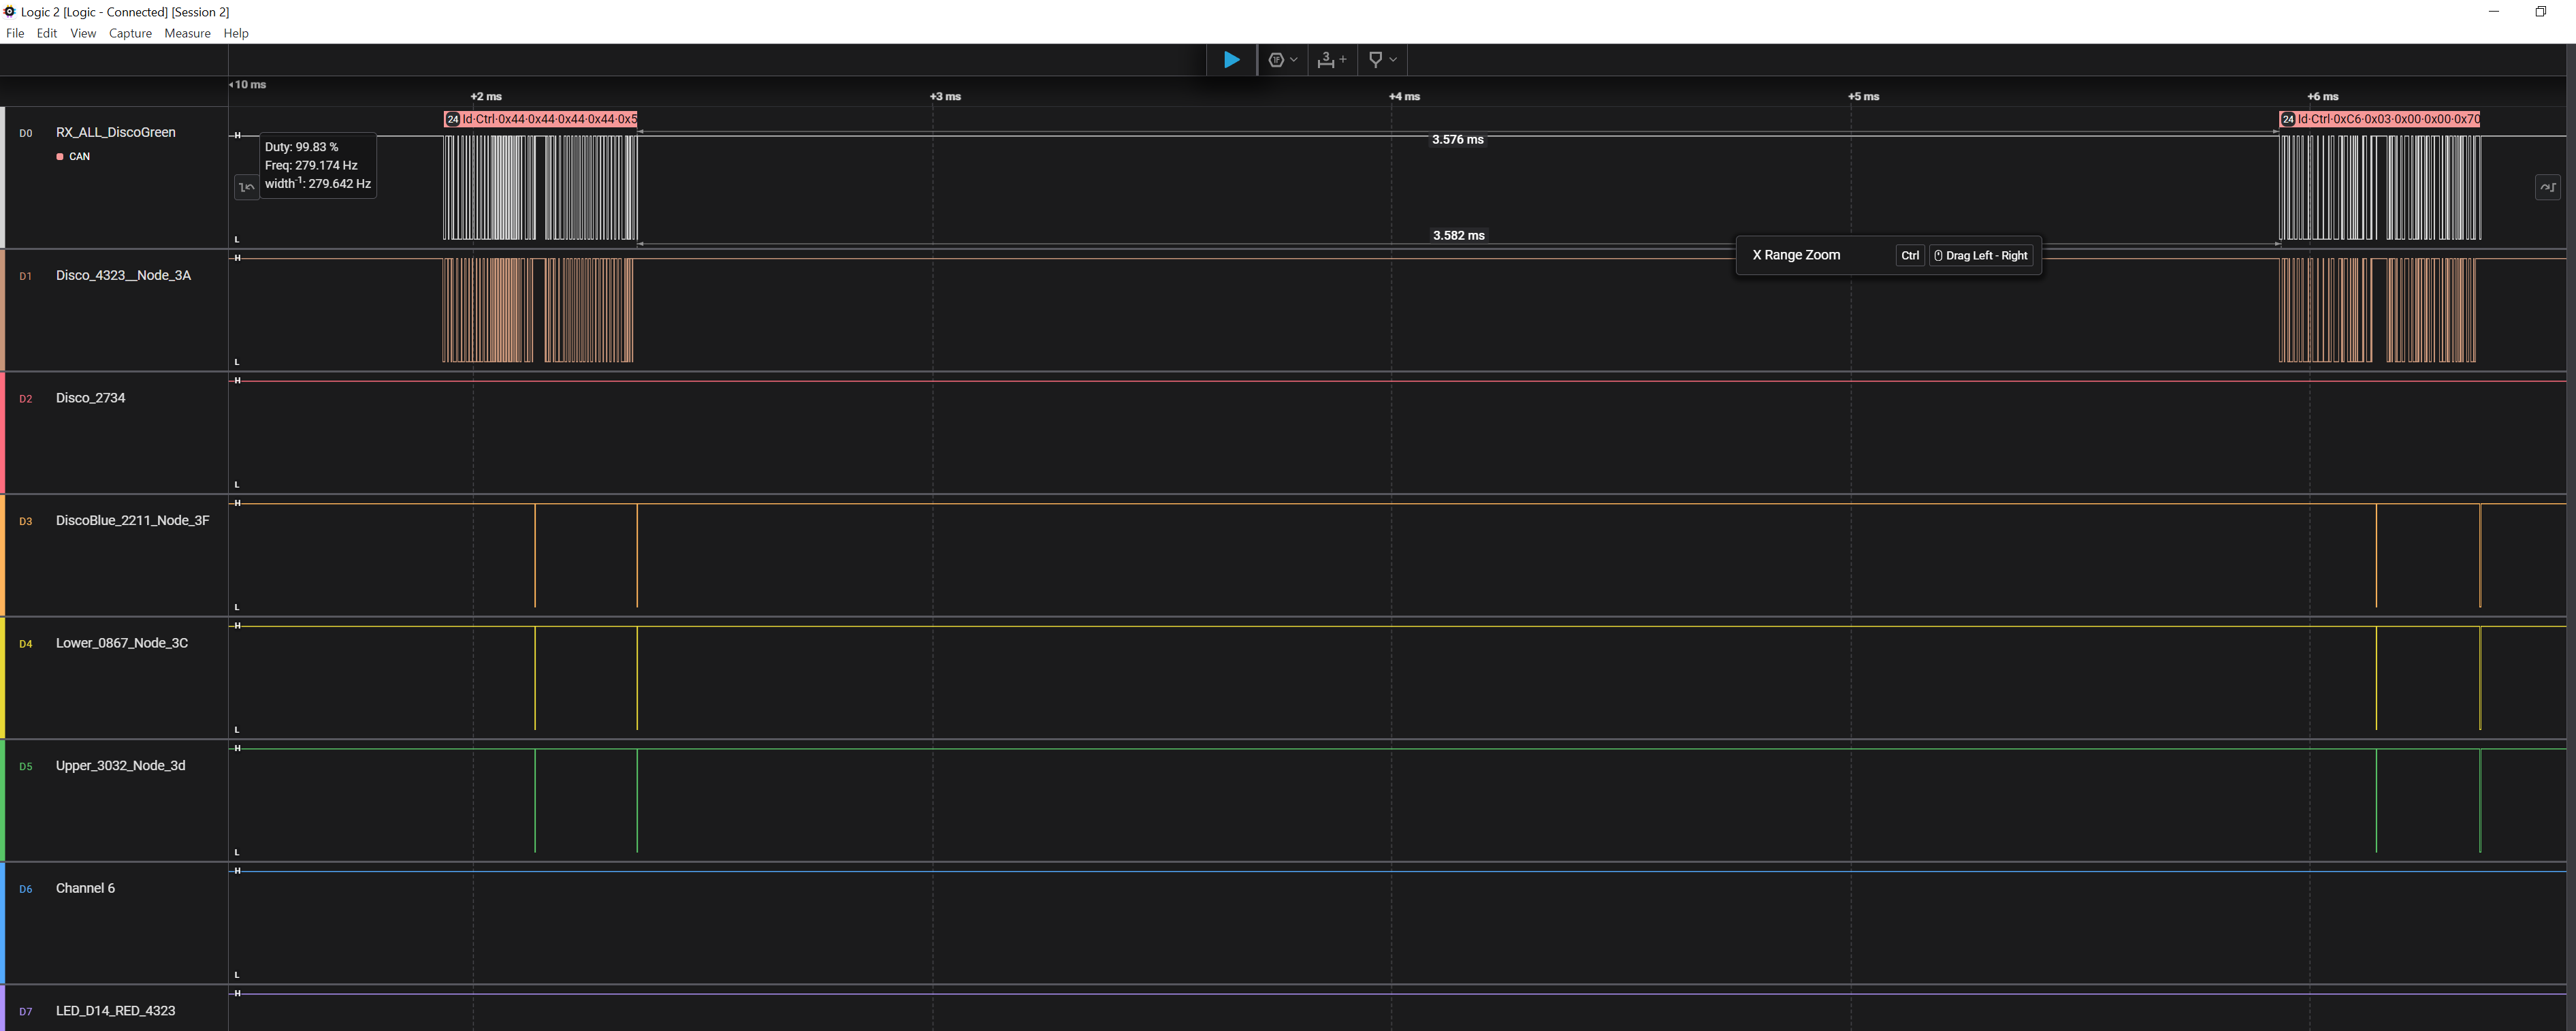 Logic 2 [Logic - Connected] [Session 2]
File Edit View Capture Measure Help
3 +
10 ms
+2 ms +3 ms +4 ms +5 ms +6 ms
24 Id·Ctrl·0x44·0x44·0x44·0x44·0x5
24 Id·Ctrl·0xC6·0x03·0x00·0x00·0x70
D0 RX_ALL_DiscoGreen
CAN
H
L
Duty: 99.83 %
Freq: 279.174 Hz
width-1: 279.642 Hz
3.576 ms
3.582 ms
X Range Zoom Ctrl Drag Left - Right
D1 Disco_4323__Node_3A
H
L
D2 Disco_2734
H
L
D3 DiscoBlue_2211_Node_3F
H
L
D4 Lower_0867_Node_3C
H
L
D5 Upper_3032_Node_3d
H
L
D6 Channel 6
H
L
D7 LED_D14_RED_4323
H